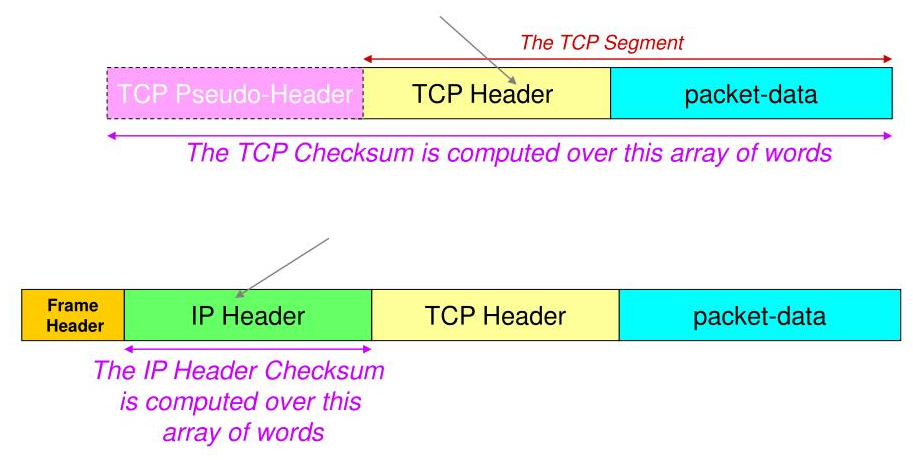 The TCP Segment
TCP Pseudo-Header TCP Header packet-data
The TCP Checksum is computed over this array of words
Frame
Header IP Header TCP Header packet-data
The IP Header Checksum
is computed over this
array of words